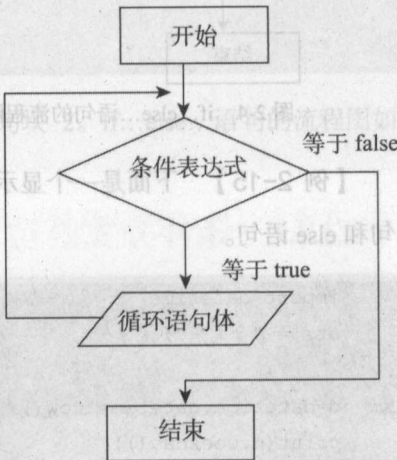 开始
条件表达式
等于 false
等于 true
循环语句体
结束